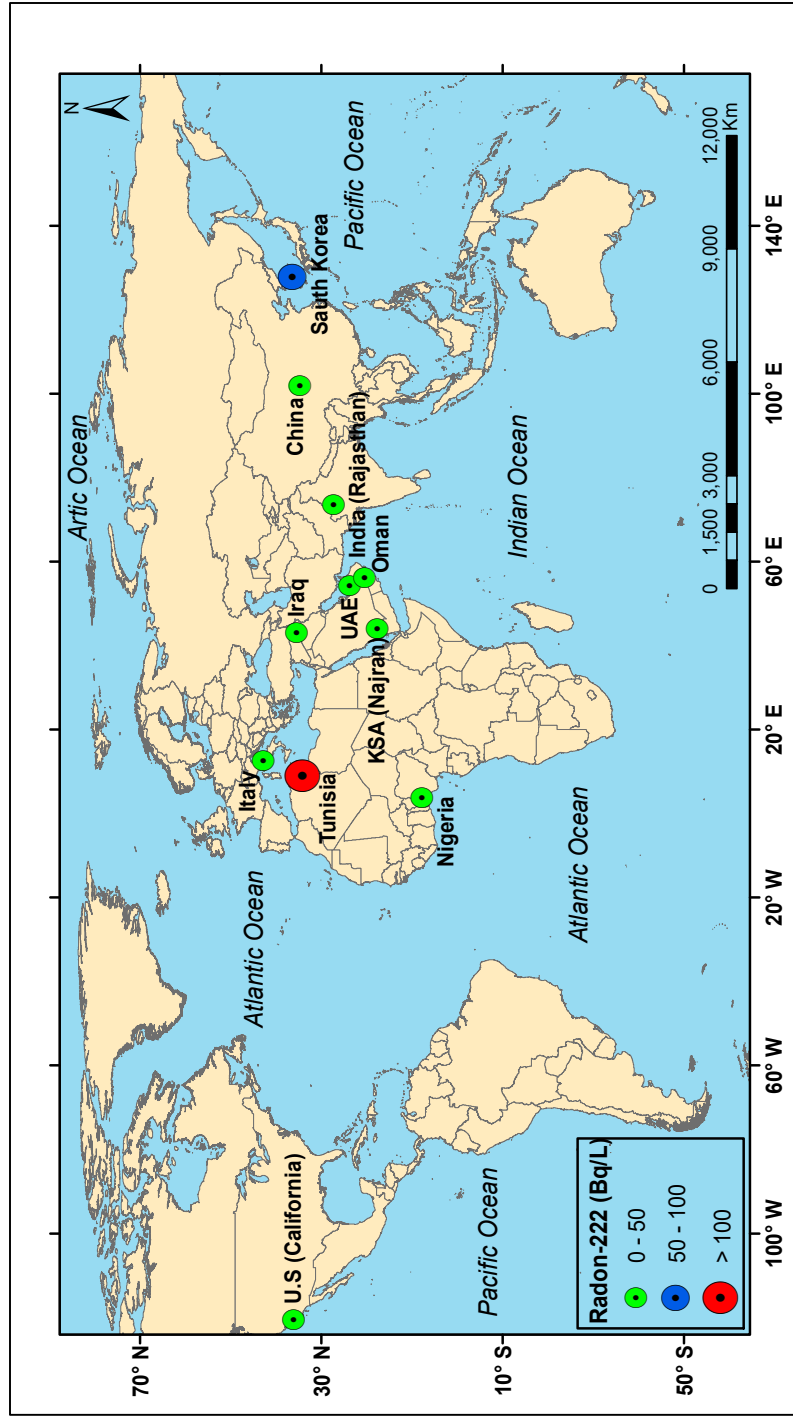 N
Artic Ocean
Atlantic Ocean
Pacific Ocean
Pacific Ocean
Atlantic Ocean
Indian Ocean
U.S (California)
Italy
Tunisia
Nigeria
Iraq
KSA (Najran)
UAE
Oman
India (Rajasthan)
China
Sauth Korea
Radon-222 (Bq/L)
0 - 50
50 - 100
> 100
0 1,500 3,000 6,000 9,000 12,000
Km
70° N
30° N
10° S
50° S
100° W 60° W 20° W 20° E 60° E 100° E 140° E